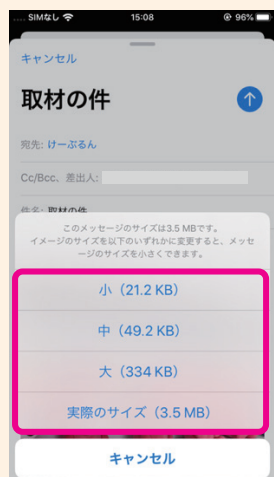 SIMなし 15:08 96%
キャンセル
取材の件
宛先: けーぶるん
Cc/Bcc、差出人:
件名: 取材の件
このメッセージのサイズは3.5 MBです。
イメージのサイズを以下のいずれかに変更すると、メッセ
ージのサイズを小さくできます。
小（21.2 KB）
中（49.2 KB）
大（334 KB）
実際のサイズ（3.5 MB）
キャンセル